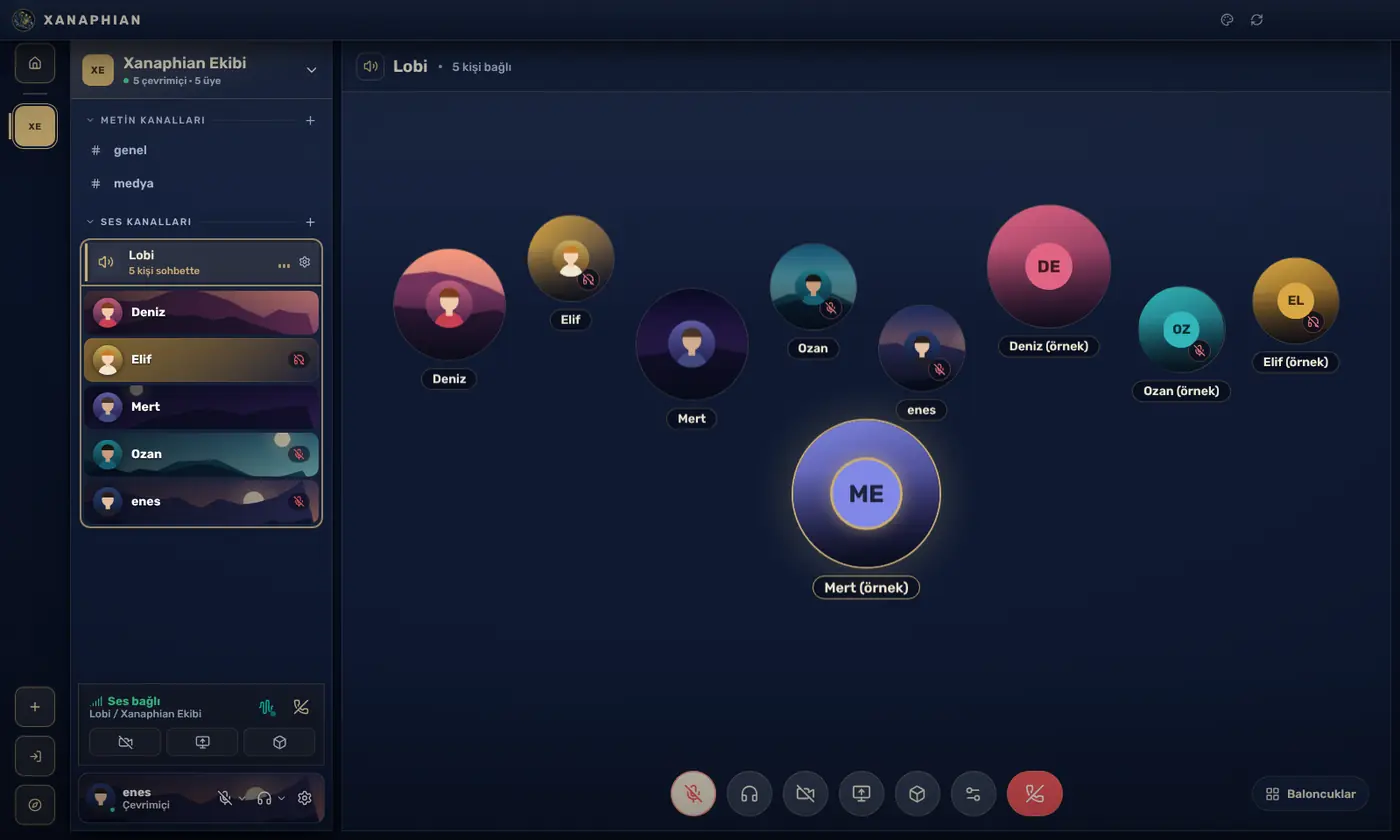 XANAPHIAN
XE
Xanaphian Ekibi
5 çevrimiçi • 5 üye
XE
METİN KANALLARI
# genel
# medya
SES KANALLARI
Lobi
5 kişi sohbette
Deniz
Elif
Mert
Ozan
enes
Ses bağlı
Lobi / Xanaphian Ekibi
enes
Çevrimiçi
Lobi • 5 kişi bağlı
Deniz
Elif
Mert
Ozan
enes
DE
Deniz (örnek)
OZ
Ozan (örnek)
EL
Elif (örnek)
ME
Mert (örnek)
Baloncuklar